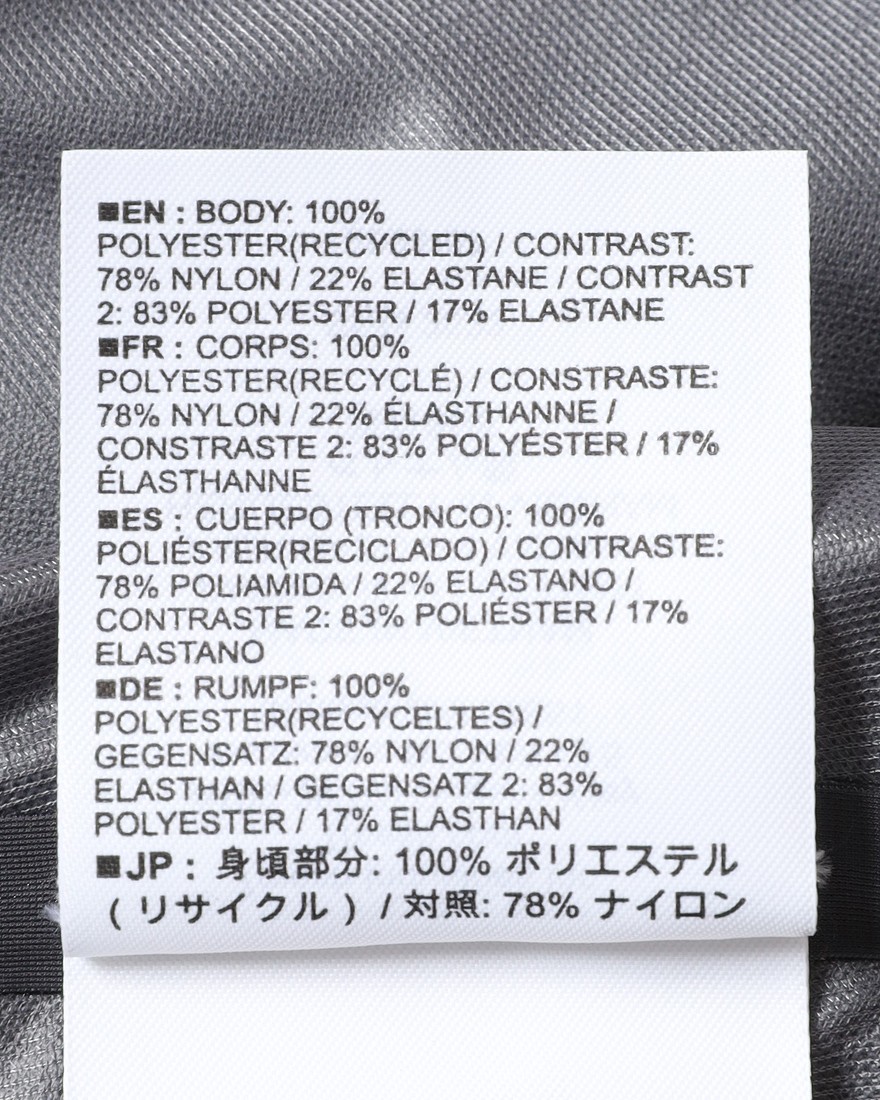 ■EN : BODY: 100%
POLYESTER(RECYCLED) / CONTRAST:
78% NYLON / 22% ELASTANE / CONTRAST
2: 83% POLYESTER / 17% ELASTANE
■FR : CORPS: 100%
POLYESTER(RECYCLÉ) / CONSTRASTE:
78% NYLON / 22% ÉLASTHANNE /
CONSTRASTE 2: 83% POLYÉSTER / 17%
ÉLASTHANNE
■ES : CUERPO (TRONCO): 100%
POLIÉSTER(RECICLADO) / CONTRASTE:
78% POLIAMIDA / 22% ELASTANO /
CONTRASTE 2: 83% POLIÉSTER / 17%
ELASTANO
■DE : RUMPF: 100%
POLYESTER(RECYCELTES) /
GEGENSATZ: 78% NYLON / 22%
ELASTHAN / GEGENSATZ 2: 83%
POLYESTER / 17% ELASTHAN
■JP : 身頃部分: 100% ポリエステル
( リサイクル ) / 対照: 78% ナイロン